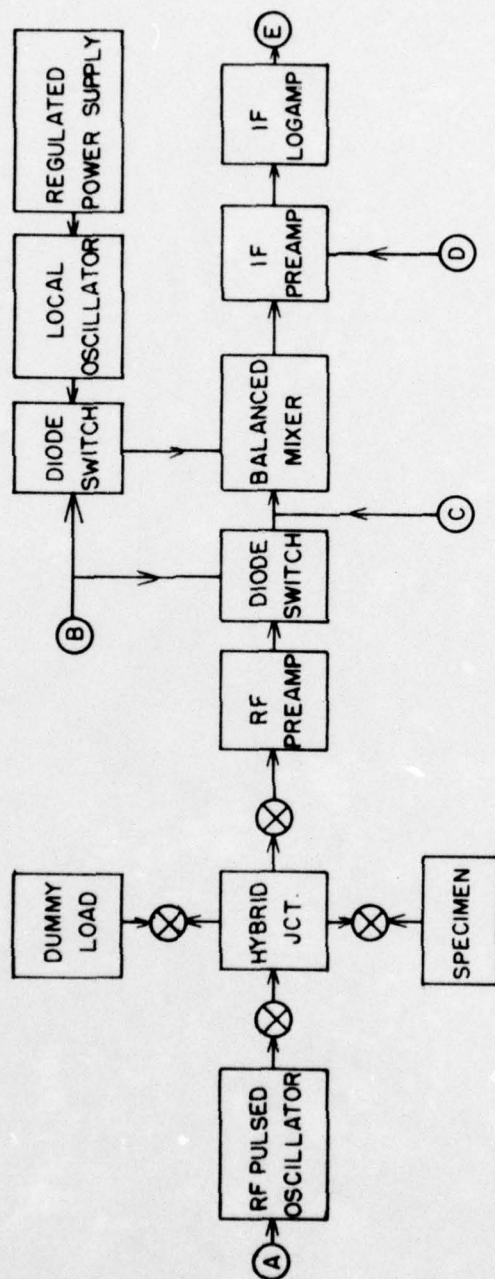 REGULATED
POWER SUPPLY
LOCAL
OSCILLATOR
DIODE
SWITCH
B
DUMMY
LOAD
A
RF PULSED
OSCILLATOR
HYBRID
JCT.
RF
PREAMP
DIODE
SWITCH
BALANCED
MIXER
IF
PREAMP
IF
LOGAMP
E
SPECIMEN
C
D